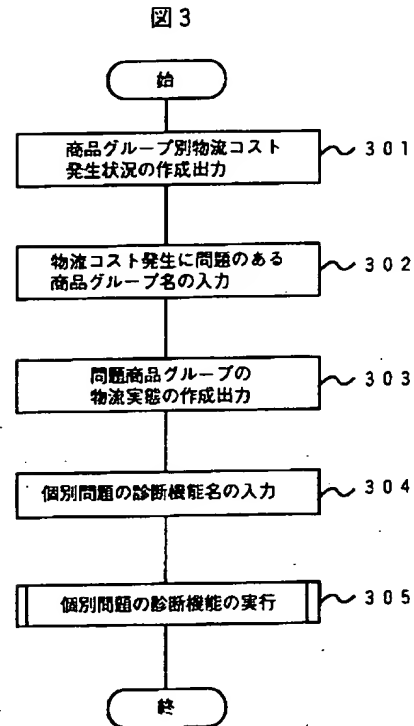 図3
始
商品グループ別物流コスト
発生状況の作成出力
301
物流コスト発生に問題のある
商品グループ名の入力
302
問題商品グループの
物流実態の作成出力
303
個別問題の診断機能名の入力
304
個別問題の診断機能の実行
305
終